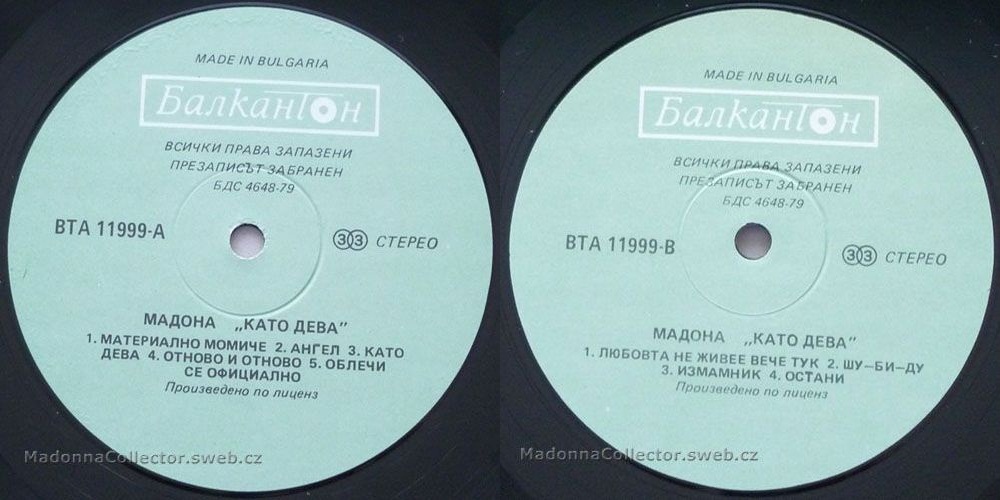 MADE IN BULGARIA
Балкантон
ВСИЧКИ ПРАВА ЗАПАЗЕНИ
ПРЕЗАПИСЪТ ЗАБРАНЕН
БДС 4648-79
ВТА 11999-А
33 СТЕРЕО
МАДОНА „КАТО ДЕВА”
1. МАТЕРИАЛНО МОМИЧЕ 2. АНГЕЛ 3. КАТО
ДЕВА 4. ОТНОВО И ОТНОВО 5. ОБЛЕЧИ
СЕ ОФИЦИАЛНО
Произведено по лиценз
MadonnaCollector.sweb.cz
MADE IN BULGARIA
Балкантон
ВСИЧКИ ПРАВА ЗАПАЗЕНИ
ПРЕЗАПИСЪТ ЗАБРАНЕН
БДС 4648-79
ВТА 11999-В
33 СТЕРЕО
МАДОНА „КАТО ДЕВА”
1. ЛЮБОВТА НЕ ЖИВЕЕ ВЕЧЕ ТУК 2. ШУ–БИ–ДУ
3. ИЗМАМНИК 4. ОСТАНИ
Произведено по лиценз
MadonnaCollector.sweb.cz